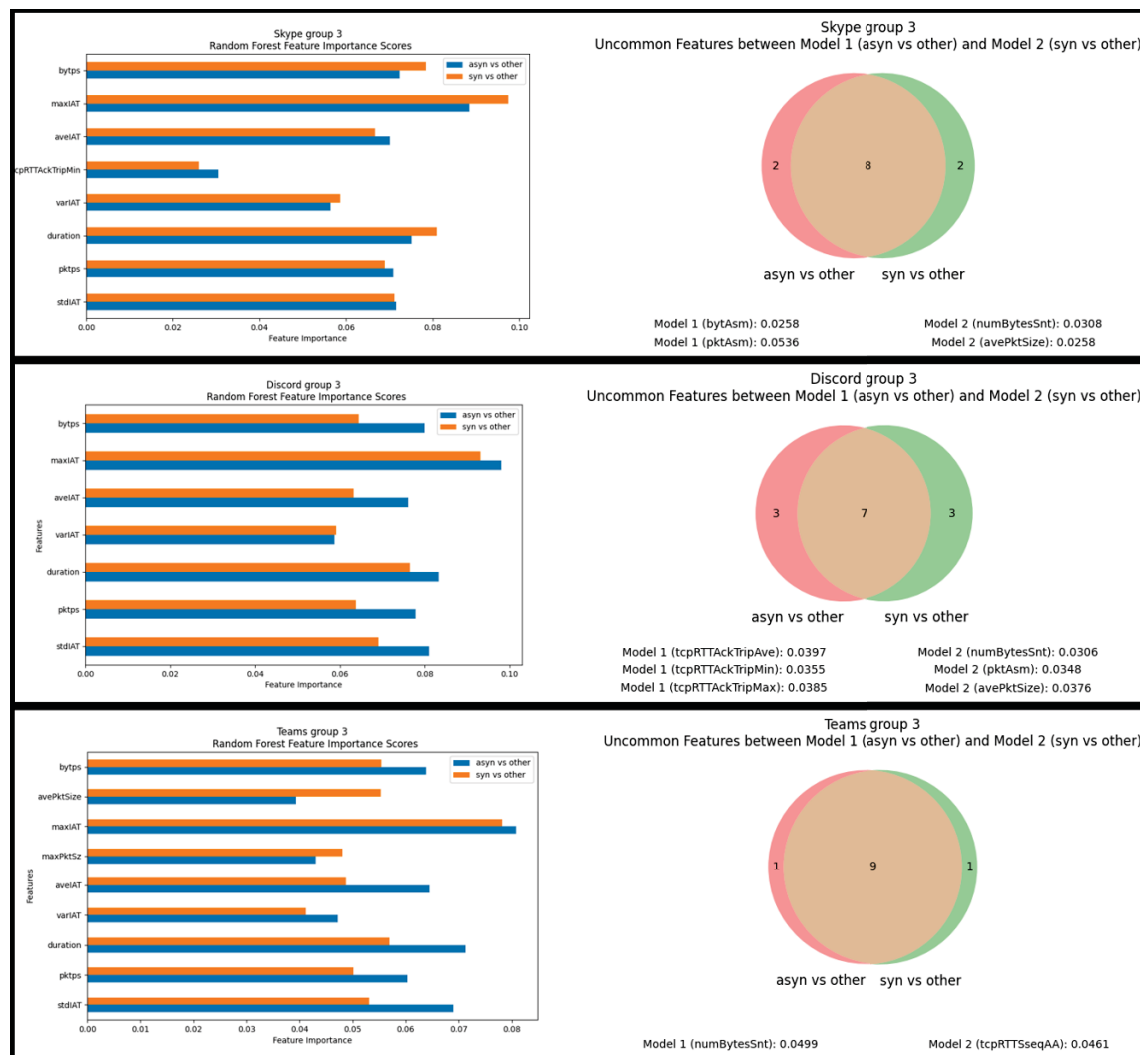 Skype group 3
Random Forest Feature Importance Scores
asyn vs other
syn vs other
bytps
maxIAT
aveIAT
cpRTTAckTripMin
varIAT
duration
pktps
stdIAT
0.00 0.02 0.04 0.06 0.08 0.10
Feature Importance
Skype group 3
Uncommon Features between Model 1 (asyn vs other) and Model 2 (syn vs other)
2 8 2
asyn vs other syn vs other
Model 1 (bytAsm): 0.0258 Model 2 (numBytesSnt): 0.0308
Model 1 (pktAsm): 0.0536 Model 2 (avePktSize): 0.0258
Discord group 3
Random Forest Feature Importance Scores
asyn vs other
syn vs other
bytps
maxIAT
aveIAT
varIAT
duration
pktps
stdIAT
Features
0.00 0.02 0.04 0.06 0.08 0.10
Feature Importance
Discord group 3
Uncommon Features between Model 1 (asyn vs other) and Model 2 (syn vs other)
3 7 3
asyn vs other syn vs other
Model 1 (tcpRTTAckTripAve): 0.0397 Model 2 (numBytesSnt): 0.0306
Model 1 (tcpRTTAckTripMin): 0.0355 Model 2 (pktAsm): 0.0348
Model 1 (tcpRTTAckTripMax): 0.0385 Model 2 (avePktSize): 0.0376
Teams group 3
Random Forest Feature Importance Scores
asyn vs other
syn vs other
bytps
avePktSize
maxIAT
maxPktSz
aveIAT
varIAT
duration
pktps
stdIAT
Features
0.00 0.01 0.02 0.03 0.04 0.05 0.06 0.07 0.08
Feature Importance
Teams group 3
Uncommon Features between Model 1 (asyn vs other) and Model 2 (syn vs other)
1 9 1
asyn vs other syn vs other
Model 1 (numBytesSnt): 0.0499 Model 2 (tcpRTTSseqAA): 0.0461